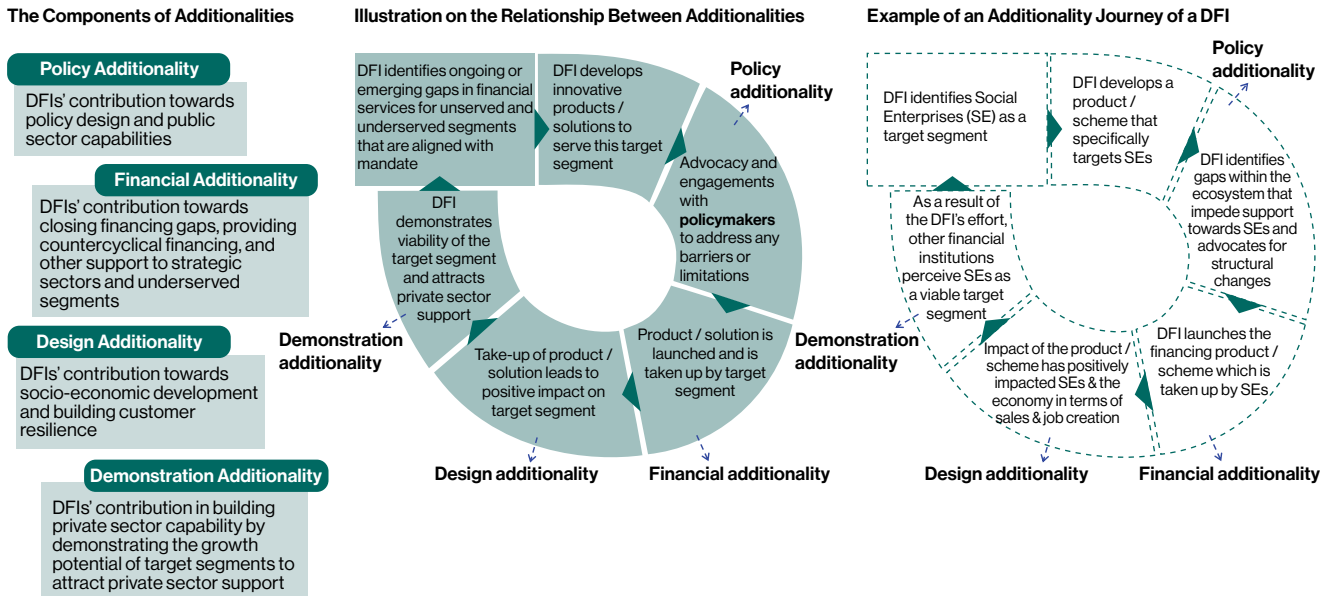 The Components of Additionalities
Policy Additionality
DFIs' contribution towards
policy design and public
sector capabilities
Financial Additionality
DFIs' contribution towards
closing financing gaps, providing
countercyclical financing, and
other support to strategic
sectors and underserved
segments
Design Additionality
DFIs' contribution towards
socio-economic development
and building customer
resilience
Demonstration Additionality
DFIs' contribution in building
private sector capability by
demonstrating the growth
potential of target segments to
attract private sector support
Illustration on the Relationship Between Additionalities
DFI identifies ongoing or
emerging gaps in financial
services for unserved and
underserved segments
that are aligned with
mandate
DFI develops
innovative
products /
solutions to
serve this target
segment
Policy
additionality
Advocacy and
engagements
with
policymakers
to address any
barriers or
limitations
Product / solution is
launched and is
taken up by target
segment
Financial additionality
Take-up of product /
solution leads to
positive impact on
target segment
Design additionality
DFI
demonstrates
viability of the
target segment
and attracts
private sector
support
Demonstration
additionality
Example of an Additionality Journey of a DFI
DFI identifies Social
Enterprises (SE) as a
target segment
DFI develops a
product /
scheme that
specifically
targets SEs
Policy
additionality
DFI identifies
gaps within the
ecosystem that
impede support
towards SEs and
advocates for
structural
changes
DFI launches the
financing product /
scheme which is
taken up by SEs
Financial additionality
Impact of the product /
scheme has positively
impacted SEs & the
economy in terms of
sales & job creation
Design additionality
As a result of
the DFI's effort,
other financial
institutions
perceive SEs as
a viable target
segment
Demonstration
additionality